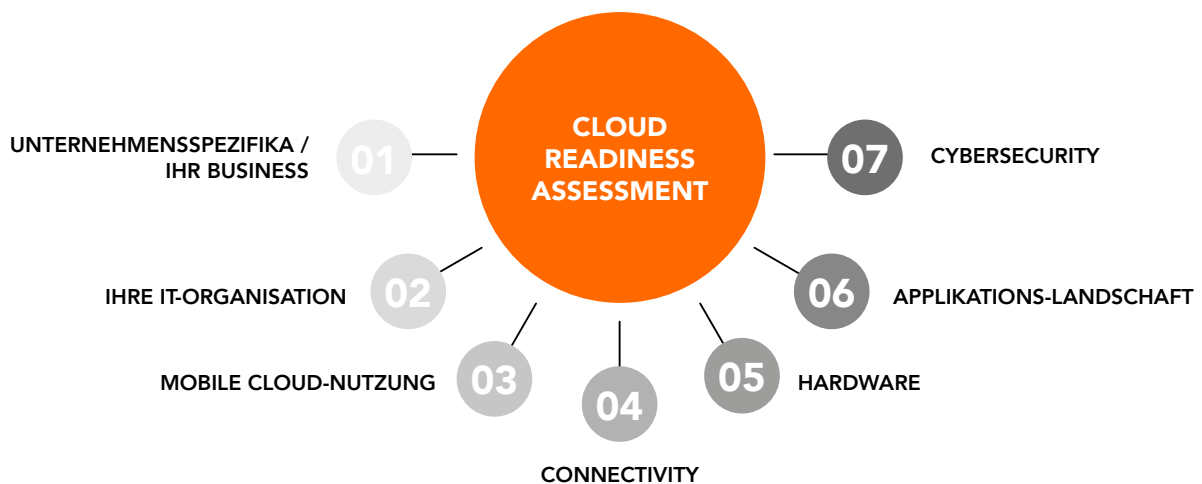 CLOUD
READINESS
ASSESSMENT
01
UNTERNEHMENSSPEZIFIKA /
IHR BUSINESS
02
IHRE IT-ORGANISATION
03
MOBILE CLOUD-NUTZUNG
04
CONNECTIVITY
05
HARDWARE
06
APPLIKATIONS-LANDSCHAFT
07
CYBERSECURITY